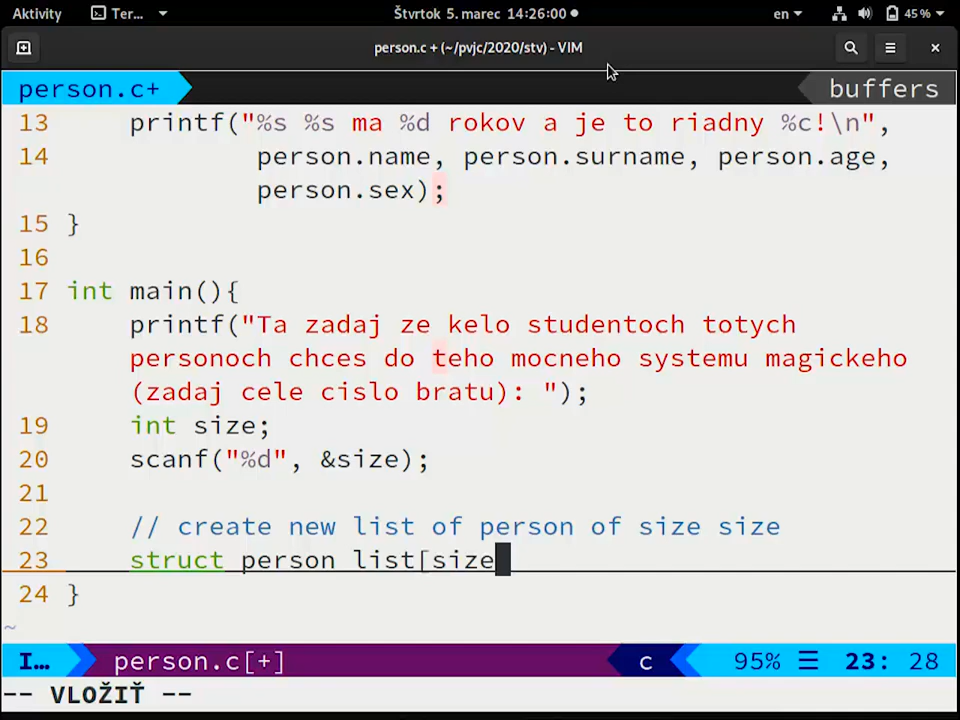 Aktivity Ter... Štvrtok 5. marec 14:26:00 en 45%
person.c + (~/pvjc/2020/stv) - VIM
person.c+ buffers
13 printf("%s %s ma %d rokov a je to riadny %c!\n",
14 person.name, person.surname, person.age,
person.sex);
15 }
16
17 int main(){
18 printf("Ta zadaj ze kelo studentoch totych
personoch chces do teho mocneho systemu magickeho
(zadaj cele cislo bratu): ");
19 int size;
20 scanf("%d", &size);
21
22 // create new list of person of size size
23 struct person list[size
24 }
~
I... person.c[+] c 95% ☰ 23: 28
-- VLOŽIŤ --